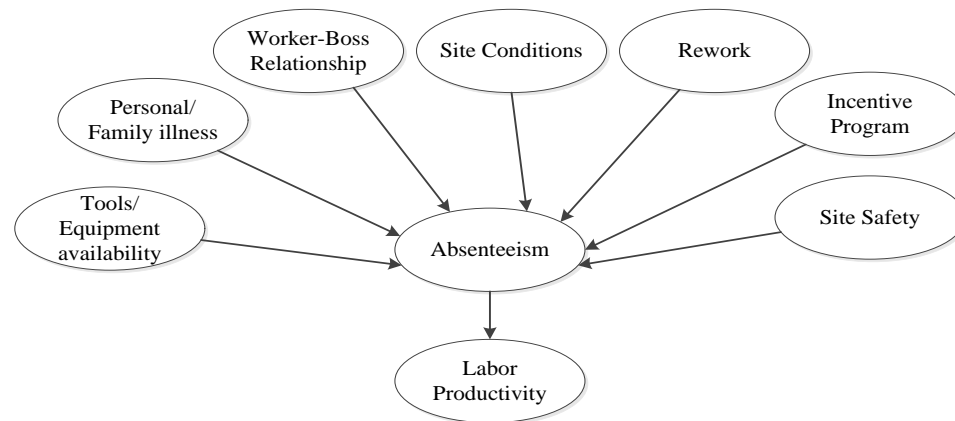 Worker-Boss
Relationship
Site Conditions
Rework
Personal/
Family illness
Incentive
Program
Tools/
Equipment
availability
Absenteeism
Site Safety
Labor
Productivity